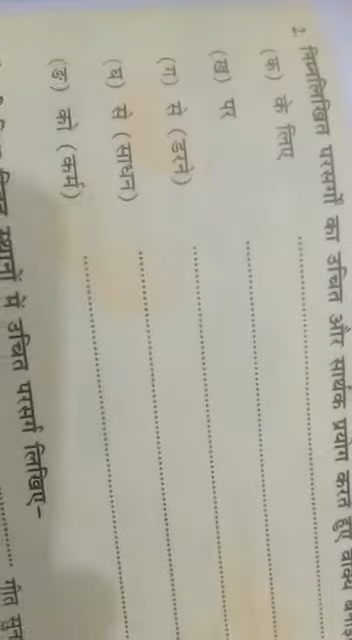 2. निम्नलिखित परसर्गों का उचित और सार्थक प्रयोग करते हुए वाक्य
(क) के लिए ........................................
(ख) पर ........................................
(ग) से (डरने) ........................................
(घ) से (साधन) ........................................
(ङ) को (कर्म) ........................................
स्थानों में उचित परसर्ग लिखिए–
........ गीत